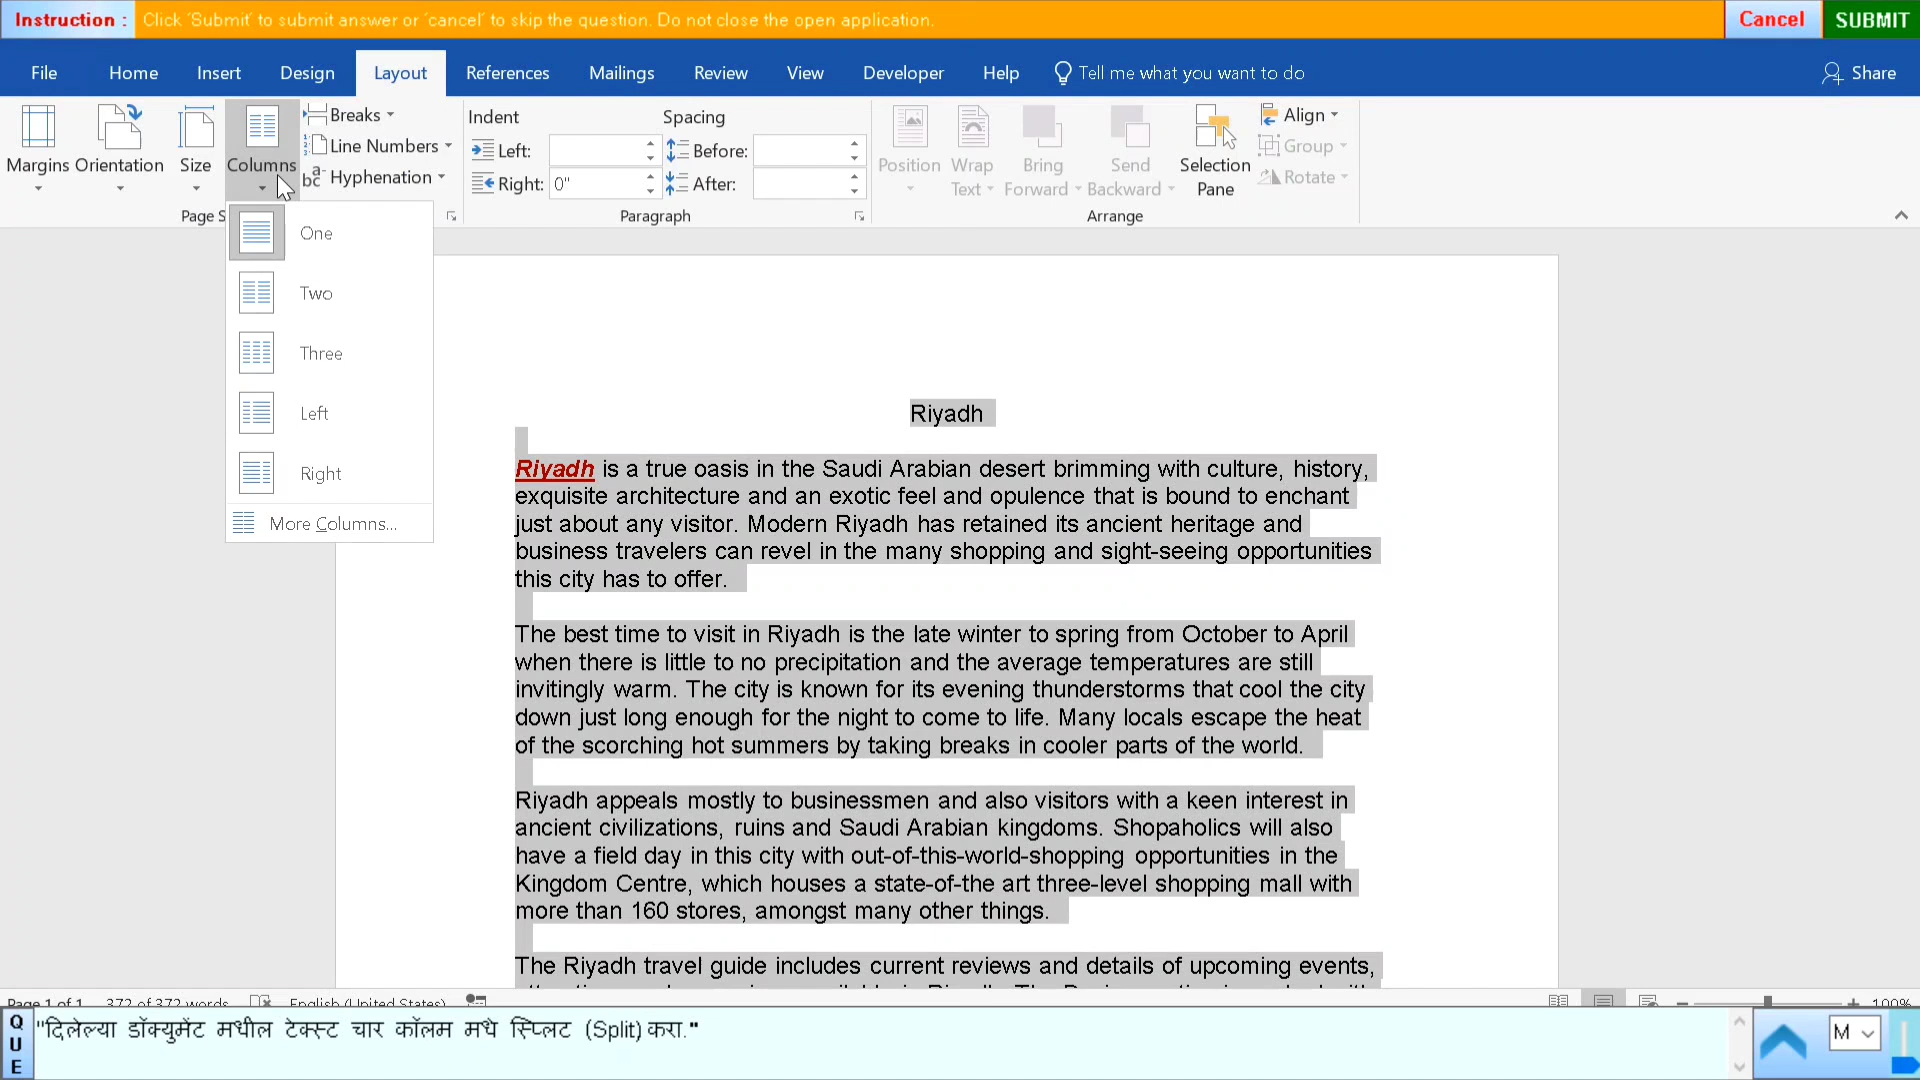 Instruction : Click 'Submit' to submit answer or 'cancel' to skip the question. Do not close the open application. Cancel SUBMIT
File Home Insert Design Layout References Mailings Review View Developer Help Tell me what you want to do Share
Margins Orientation Size Columns
Breaks
Line Numbers
Hyphenation
Page S
Indent Spacing
Left: Before:
Right: 0" After:
Paragraph
Position Wrap Text Bring Forward Send Backward Selection Pane
Align
Group
Rotate
Arrange
One
Two
Three
Left
Right
More Columns...
Riyadh
Riyadh is a true oasis in the Saudi Arabian desert brimming with culture, history,
exquisite architecture and an exotic feel and opulence that is bound to enchant
just about any visitor. Modern Riyadh has retained its ancient heritage and
business travelers can revel in the many shopping and sight-seeing opportunities
this city has to offer.
The best time to visit in Riyadh is the late winter to spring from October to April
when there is little to no precipitation and the average temperatures are still
invitingly warm. The city is known for its evening thunderstorms that cool the city
down just long enough for the night to come to life. Many locals escape the heat
of the scorching hot summers by taking breaks in cooler parts of the world.
Riyadh appeals mostly to businessmen and also visitors with a keen interest in
ancient civilizations, ruins and Saudi Arabian kingdoms. Shopaholics will also
have a field day in this city with out-of-this-world-shopping opportunities in the
Kingdom Centre, which houses a state-of-the art three-level shopping mall with
more than 160 stores, amongst many other things.
The Riyadh travel guide includes current reviews and details of upcoming events,
Page 1 of 1 372 of 372 words English (United States) 100%
QUE "दिलेल्या डॉक्युमेंट मधील टेक्स्ट चार कॉलम मधे स्प्लिट (Split) करा." M